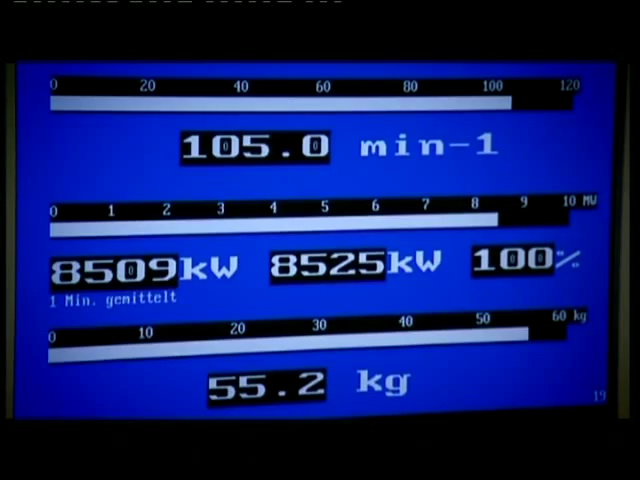 0 20 40 60 80 100 120
105.0 min-1
0 1 2 3 4 5 6 7 8 9 10 MW
8509kW 8525kW 100%
1 Min. gemittelt
0 10 20 30 40 50 60 kg
55.2 kg
19